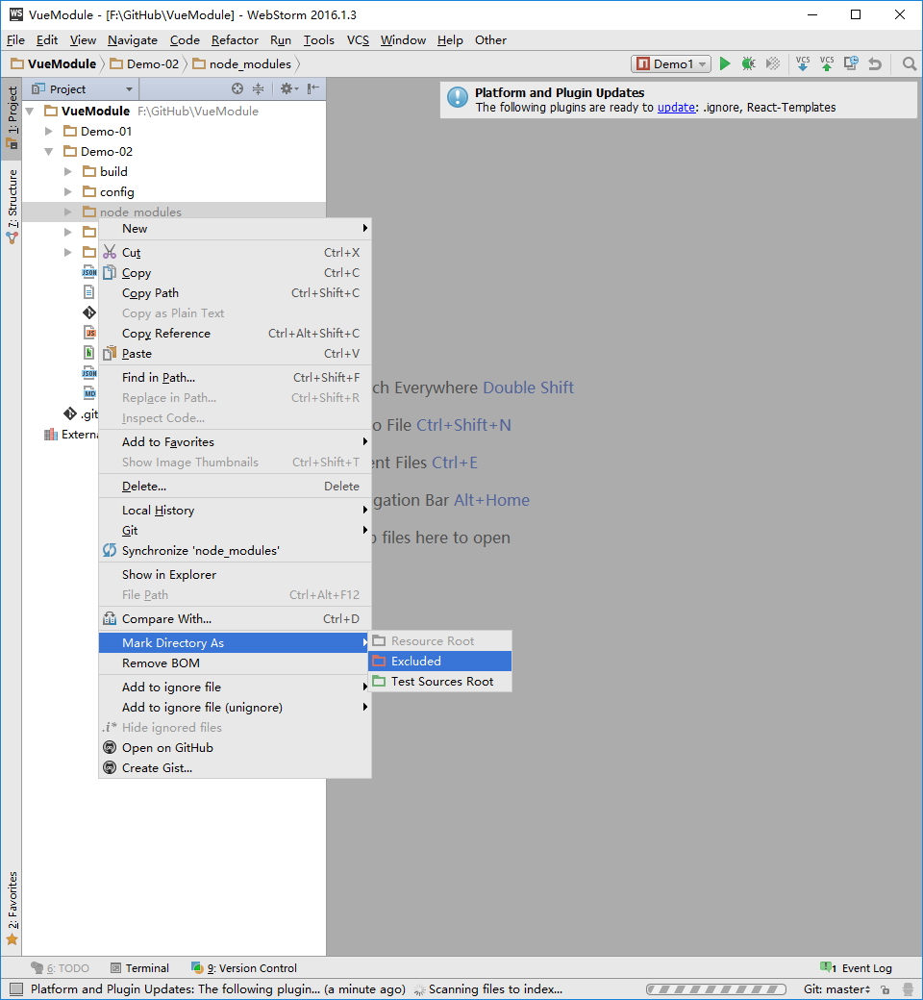 WS VueModule - [F:\GitHub\VueModule] - WebStorm 2016.1.3
File Edit View Navigate Code Refactor Run Tools VCS Window Help Other
VueModule Demo-02 node_modules Demo1 VCS VCS
1: Project
7: Structure
2: Favorites
Project
VueModule F:\GitHub\VueModule
Demo-01
Demo-02
build
config
node_modules
JSON
JS
h
JSON
MD
.git
Externa
Platform and Plugin Updates
The following plugins are ready to update: .ignore, React-Templates
New
Cut Ctrl+X
Copy Ctrl+C
Copy Path Ctrl+Shift+C
Copy as Plain Text
Copy Reference Ctrl+Alt+Shift+C
Paste Ctrl+V
Find in Path... Ctrl+Shift+F
Replace in Path... Ctrl+Shift+R
Inspect Code...
Add to Favorites
Show Image Thumbnails Ctrl+Shift+T
Delete... Delete
Local History
Git
Synchronize 'node_modules'
Show in Explorer
File Path Ctrl+Alt+F12
Compare With... Ctrl+D
Mark Directory As
Remove BOM
Add to ignore file
Add to ignore file (unignore)
.i* Hide ignored files
Open on GitHub
Create Gist...
Resource Root
Excluded
Test Sources Root
ch Everywhere Double Shift
o File Ctrl+Shift+N
ent Files Ctrl+E
gation Bar Alt+Home
p files here to open
6: TODO Terminal 9: Version Control 1 Event Log
Platform and Plugin Updates: The following plugin... (a minute ago) Scanning files to index... Git: master